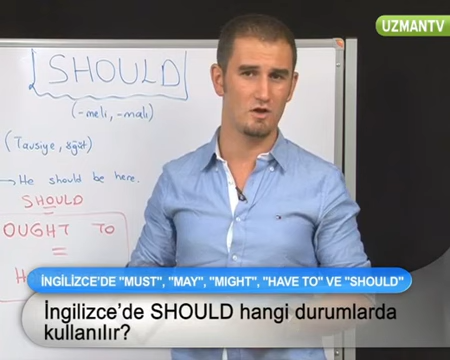 UZMANTV
SHOULD
(-meli, -malı)
(Tavsiye, öğüt)
→ He should be here.
SHOULD
OUGHT TO
=
H
İNGİLİZCE'DE "MUST", "MAY", "MIGHT", "HAVE TO" VE "SHOULD"
İngilizce'de SHOULD hangi durumlarda
kullanılır?